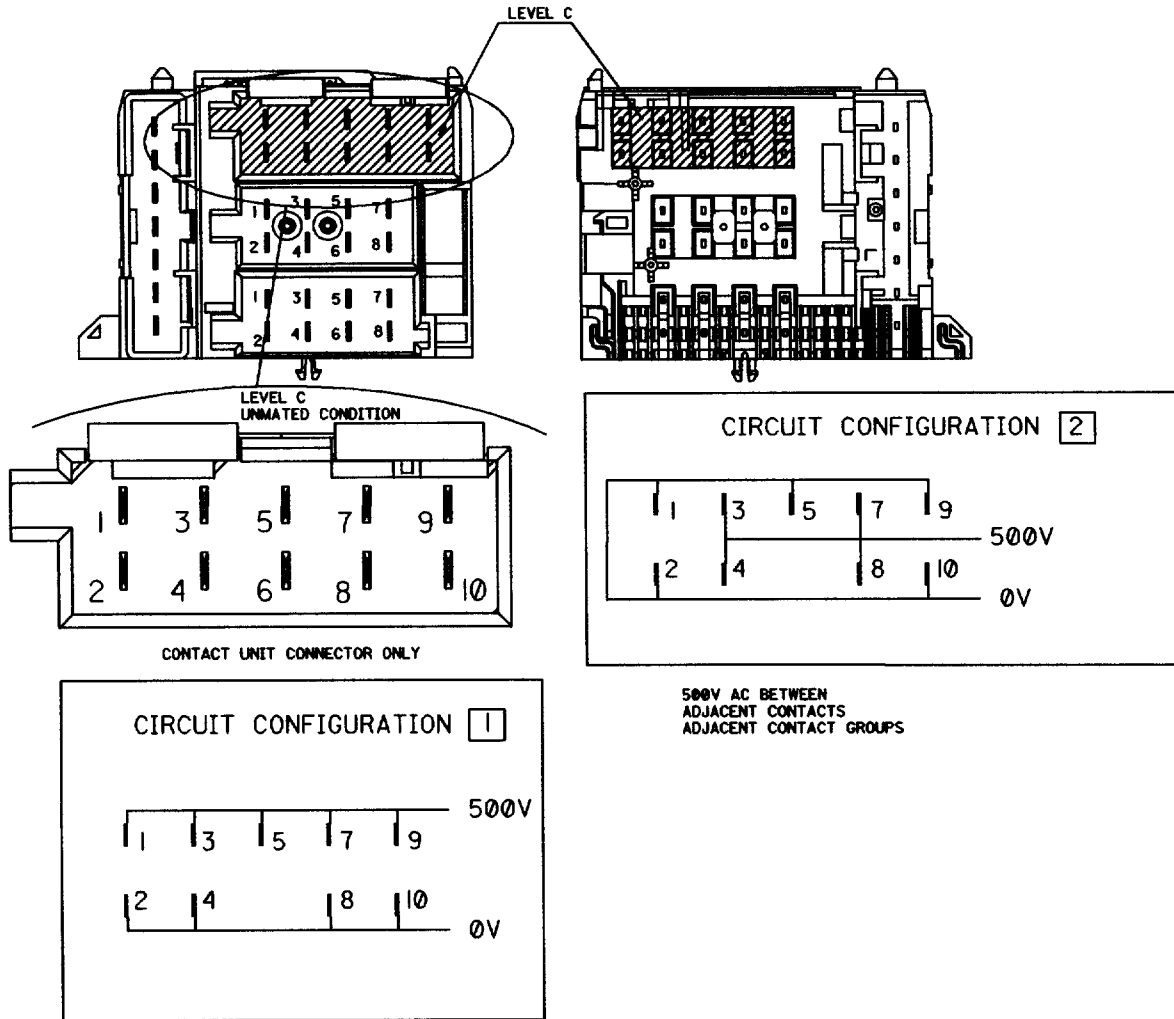 LEVEL C
1 3 5 7
2 4 6 8
1 3 5 7
2 4 6 8
LEVEL C
UNMATED CONDITION
1 3 5 7 9
2 4 6 8 10
CONTACT UNIT CONNECTOR ONLY
CIRCUIT CONFIGURATION 2
1 3 5 7 9
500V
2 4 8 10
0V
500V AC BETWEEN
ADJACENT CONTACTS
ADJACENT CONTACT GROUPS
CIRCUIT CONFIGURATION 1
500V
1 3 5 7 9
2 4 8 10
0V